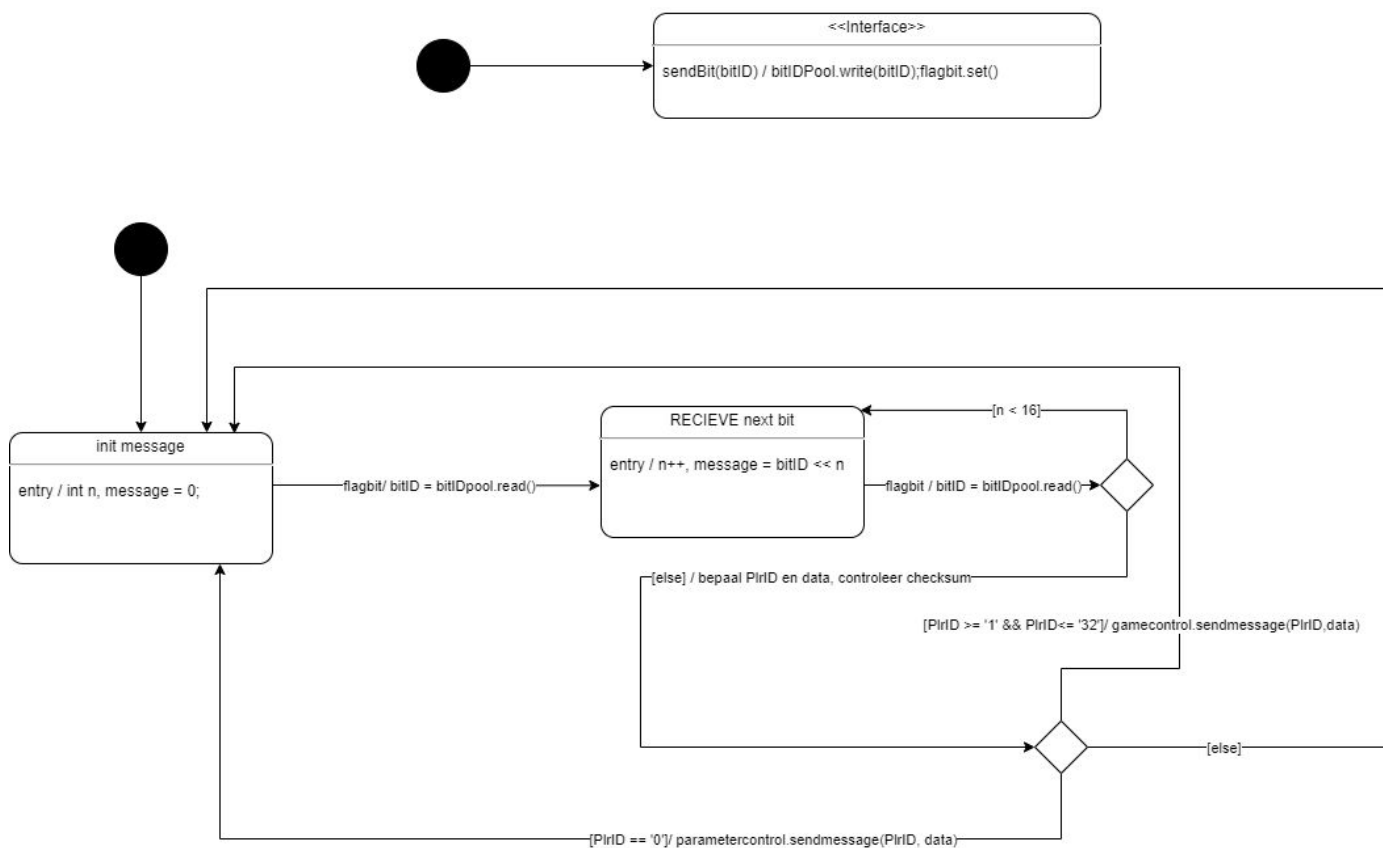 <<Interface>>
sendBit(bitID) / bitIDPool.write(bitID);flagbit.set()
RECIEVE next bit
[n < 16]
init message
entry / n++, message = bitID << n
entry / int n, message = 0;
flagbit/ bitID = bitIDpool.read()
flagbit / bitID = bitIDpool.read()
[else] / bepaal PlrID en data, controleer checksum
[PlrID >= '1' && PlrID<= '32']/ gamecontrol.sendmessage(PlrID,data)
[else]
[PlrID == '0']/ parametercontrol.sendmessage(PlrID, data)